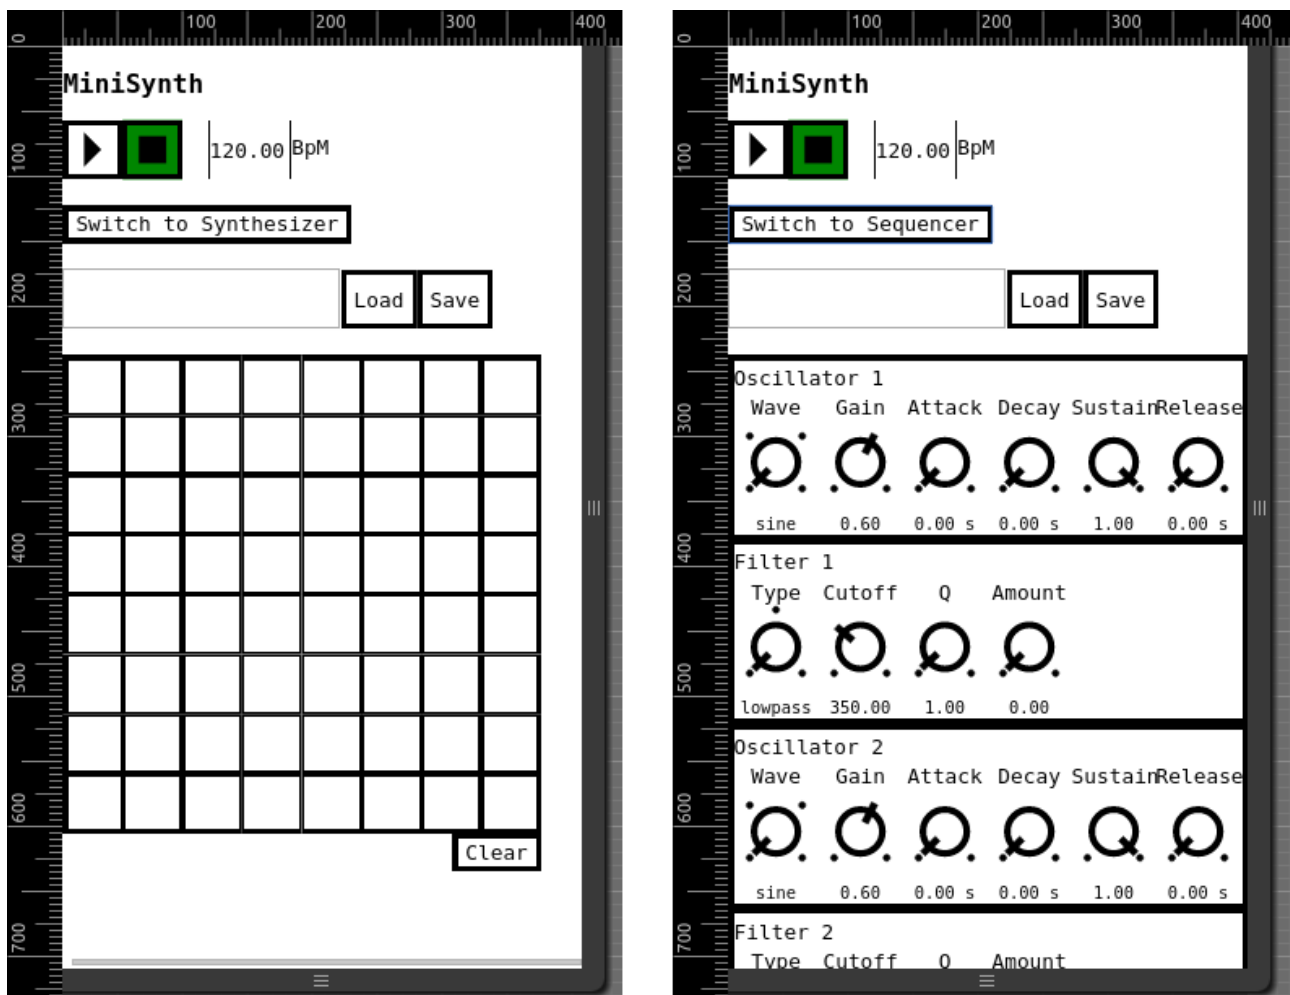 100 200 300 400
0
100
200
300
400
500
600
700
MiniSynth
120.00 BpM
Switch to Synthesizer
Load Save
Clear
100 200 300 400
0
100
200
300
400
500
600
700
MiniSynth
120.00 BpM
Switch to Sequencer
Load Save
Oscillator 1
Wave Gain Attack Decay Sustain Release
sine 0.60 0.00 s 0.00 s 1.00 0.00 s
Filter 1
Type Cutoff Q Amount
lowpass 350.00 1.00 0.00
Oscillator 2
Wave Gain Attack Decay Sustain Release
sine 0.60 0.00 s 0.00 s 1.00 0.00 s
Filter 2
Type Cutoff Q Amount